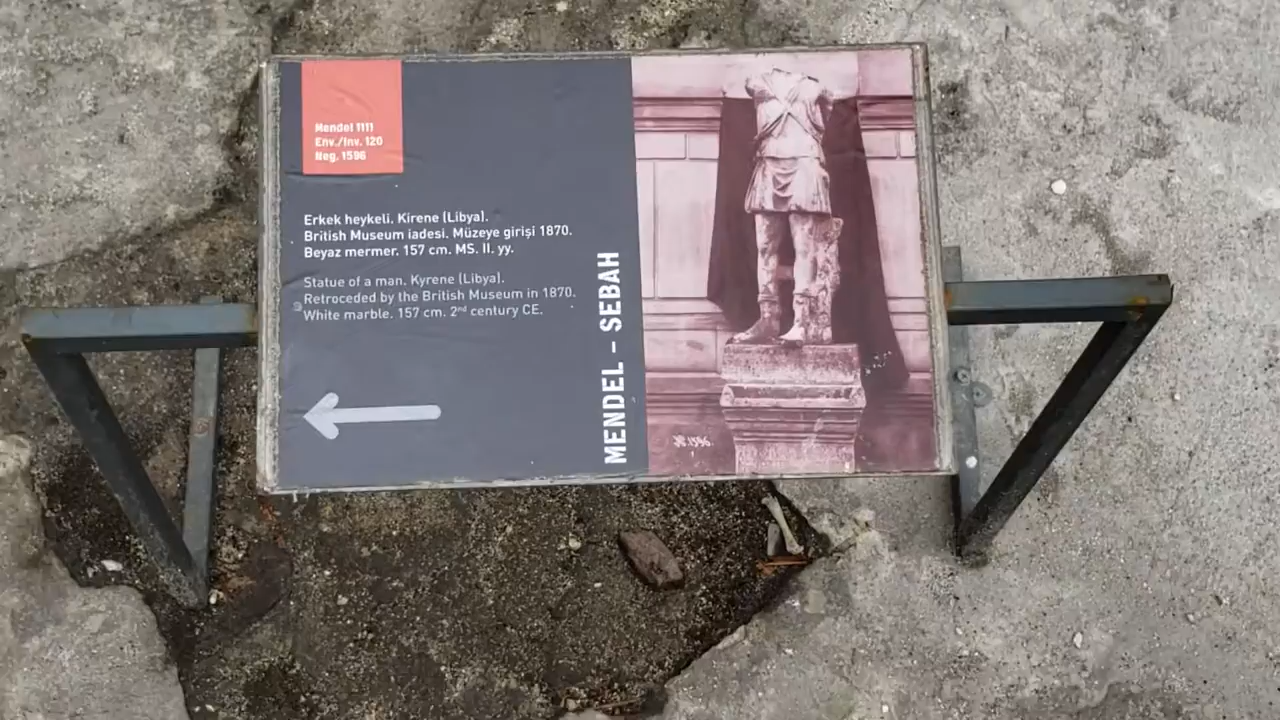 Mendel 1111
Env./Inv. 120
Neg. 1596
Erkek heykeli. Kirene (Libya).
British Museum iadesi. Müzeye girişi 1870.
Beyaz mermer. 157 cm. MS. II. yy.
Statue of a man. Kyrene (Libya).
Retroceded by the British Museum in 1870.
White marble. 157 cm. 2nd century CE.
MENDEL – SEBAH
1596.